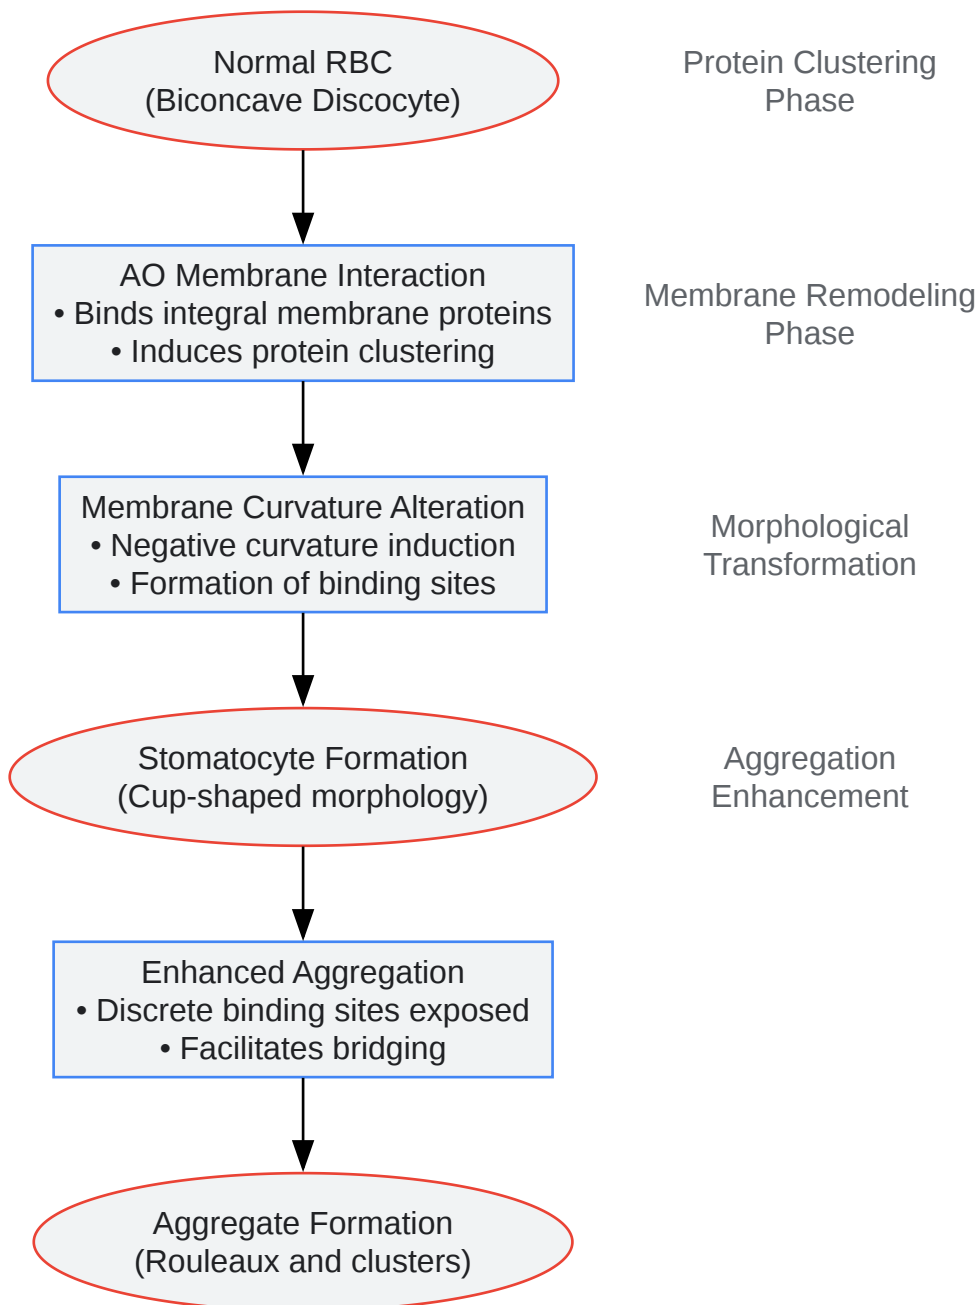 Normal RBC
(Biconcave Discocyte)
Protein Clustering
Phase
AO Membrane Interaction
• Binds integral membrane proteins
• Induces protein clustering
Membrane Remodeling
Phase
Membrane Curvature Alteration
• Negative curvature induction
• Formation of binding sites
Morphological
Transformation
Stomatocyte Formation
(Cup-shaped morphology)
Aggregation
Enhancement
Enhanced Aggregation
• Discrete binding sites exposed
• Facilitates bridging
Aggregate Formation
(Rouleaux and clusters)